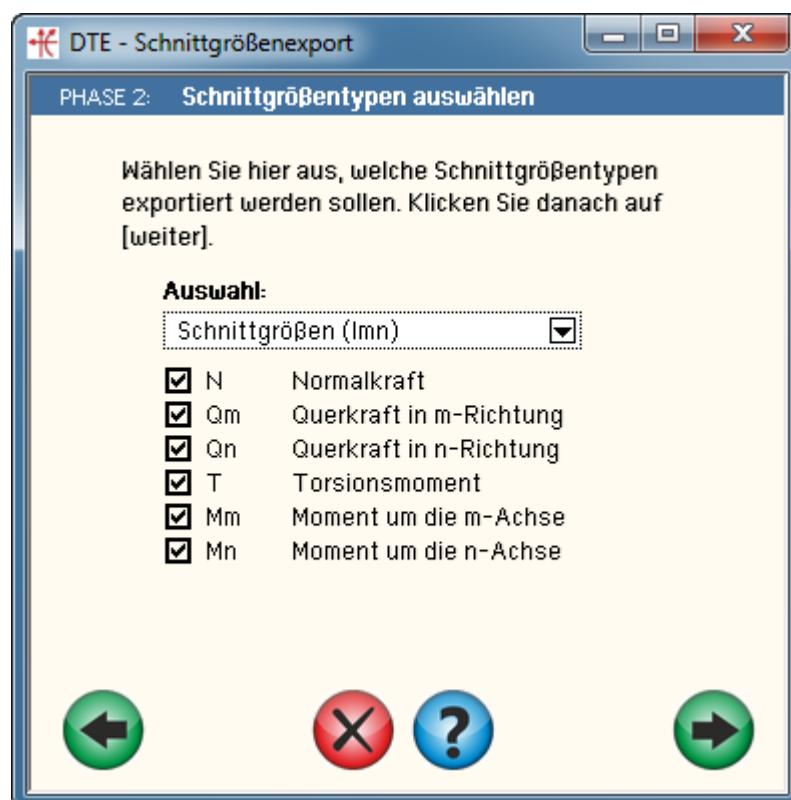 DTE - Schnittgrößenexport
PHASE 2: Schnittgrößentypen auswählen
Wählen Sie hier aus, welche Schnittgrößentypen
exportiert werden sollen. Klicken Sie danach auf
[weiter].
Auswahl:
Schnittgrößen (lmn)
N Normalkraft
Qm Querkraft in m-Richtung
Qn Querkraft in n-Richtung
T Torsionsmoment
Mm Moment um die m-Achse
Mn Moment um die n-Achse
?